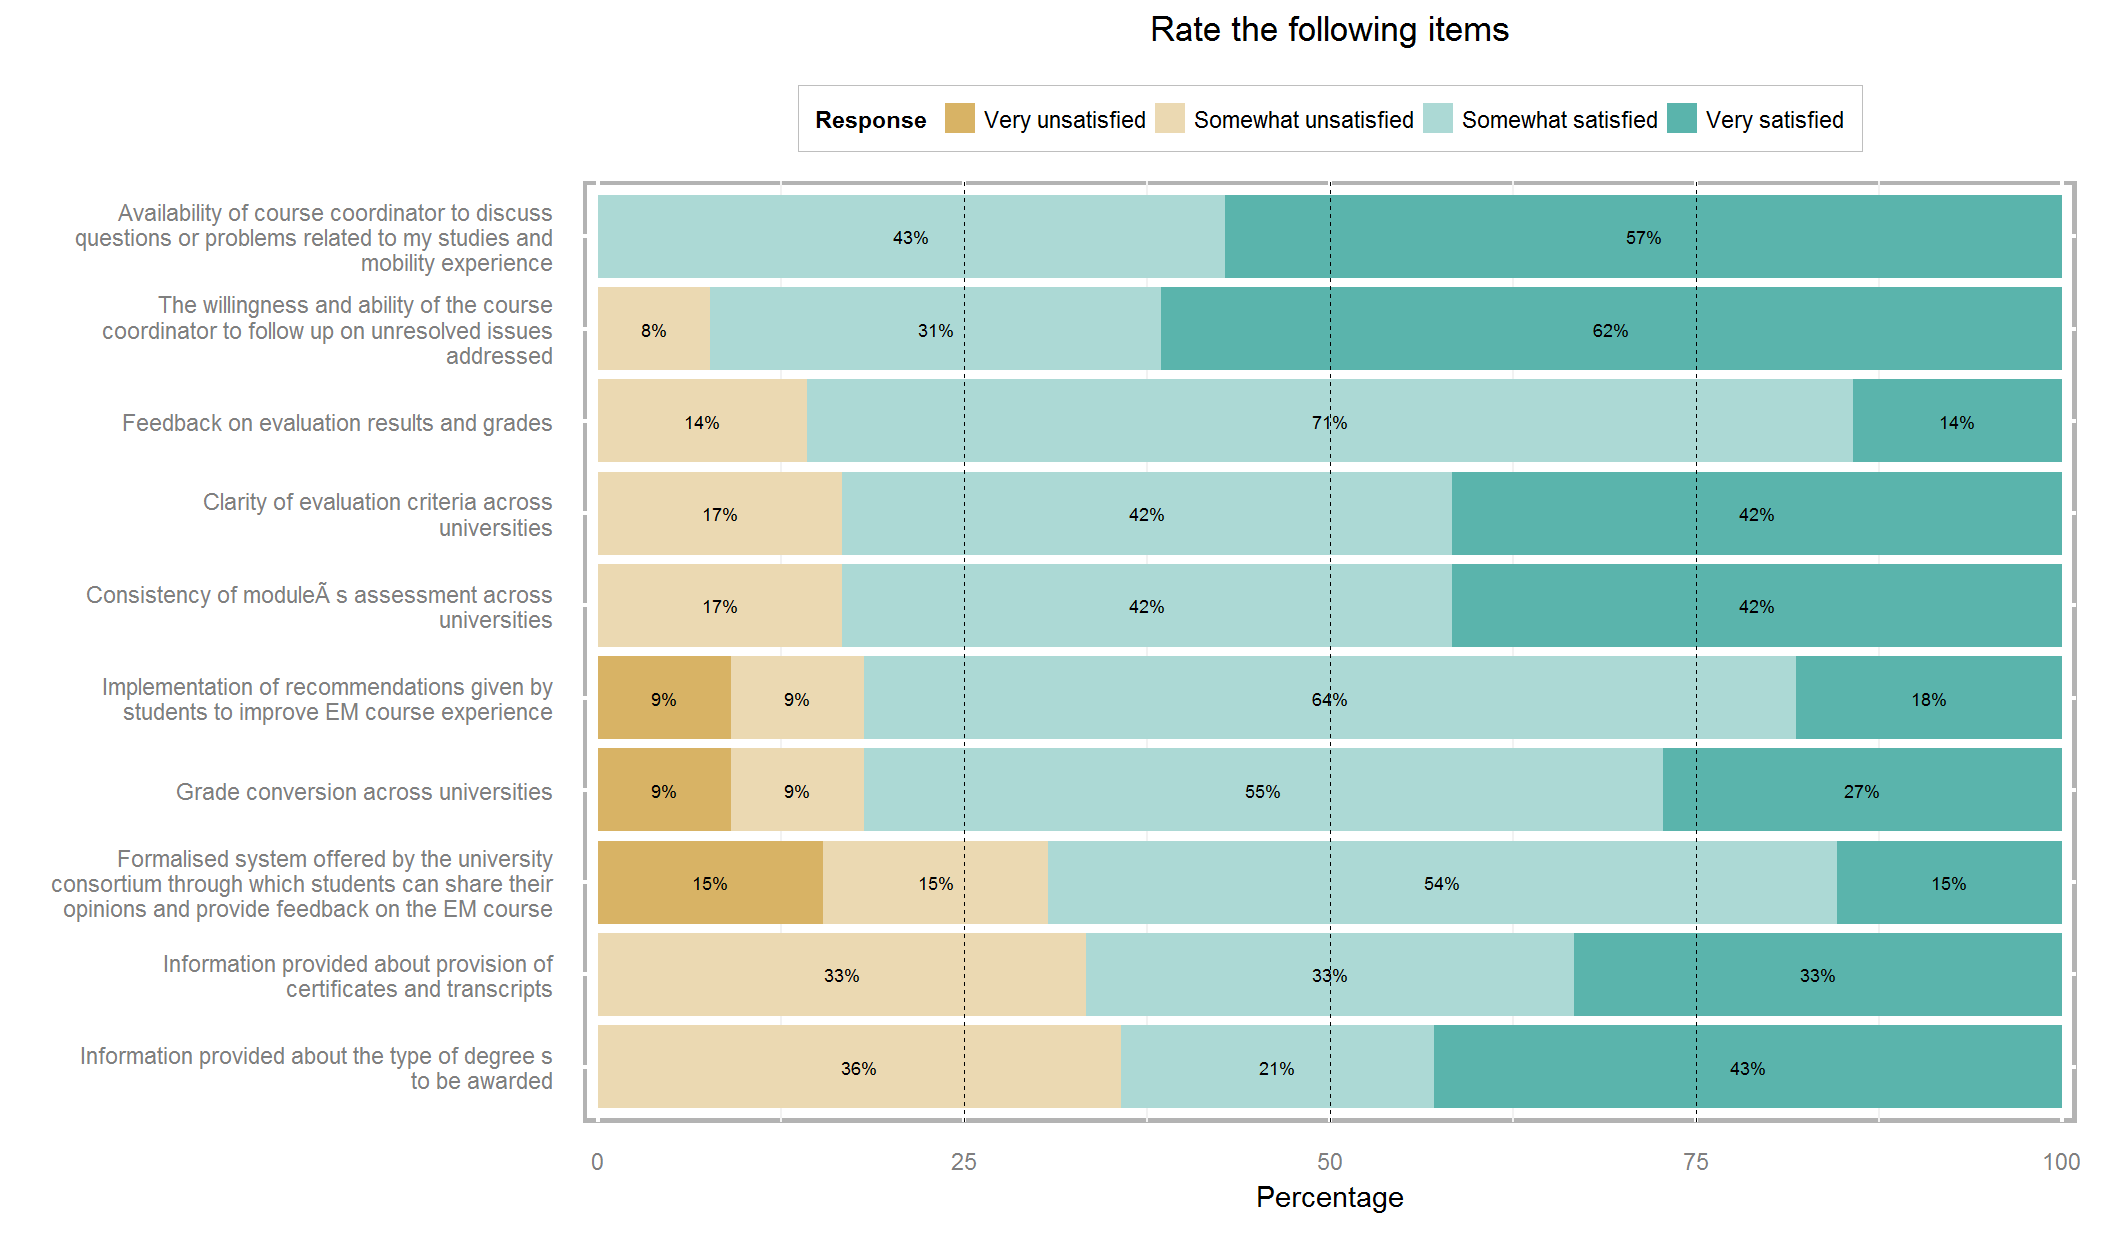 Rate the following items
Response Very unsatisfied Somewhat unsatisfied Somewhat satisfied Very satisfied
Availability of course coordinator to discuss
questions or problems related to my studies and
mobility experience
43% 57%
The willingness and ability of the course
coordinator to follow up on unresolved issues
addressed
8% 31% 62%
Feedback on evaluation results and grades
14% 71% 14%
Clarity of evaluation criteria across
universities
17% 42% 42%
Consistency of moduleÃ s assessment across
universities
17% 42% 42%
Implementation of recommendations given by
students to improve EM course experience
9% 9% 64% 18%
Grade conversion across universities
9% 9% 55% 27%
Formalised system offered by the university
consortium through which students can share their
opinions and provide feedback on the EM course
15% 15% 54% 15%
Information provided about provision of
certificates and transcripts
33% 33% 33%
Information provided about the type of degree s
to be awarded
36% 21% 43%
0 25 50 75 100
Percentage